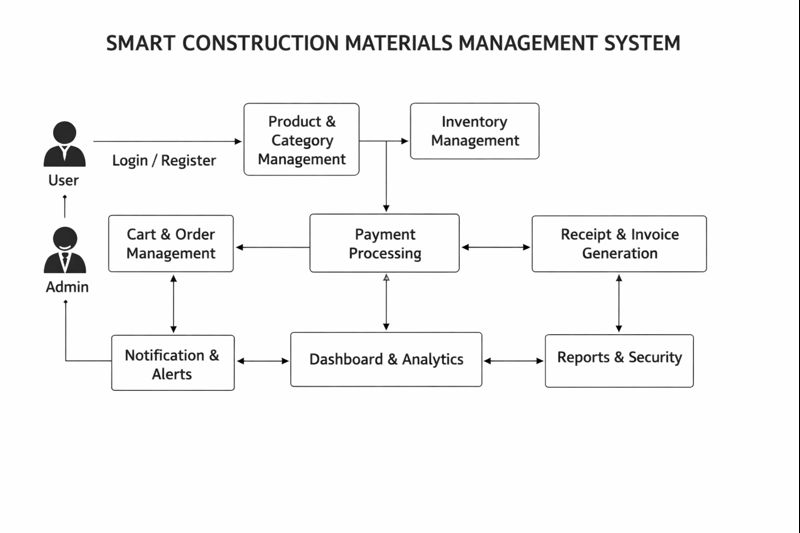 SMART CONSTRUCTION MATERIALS MANAGEMENT SYSTEM
Product &
Category
Management
Inventory
Management
Login / Register
User
Cart & Order
Management
Payment
Processing
Receipt & Invoice
Generation
Admin
Notification &
Alerts
Dashboard & Analytics
Reports & Security